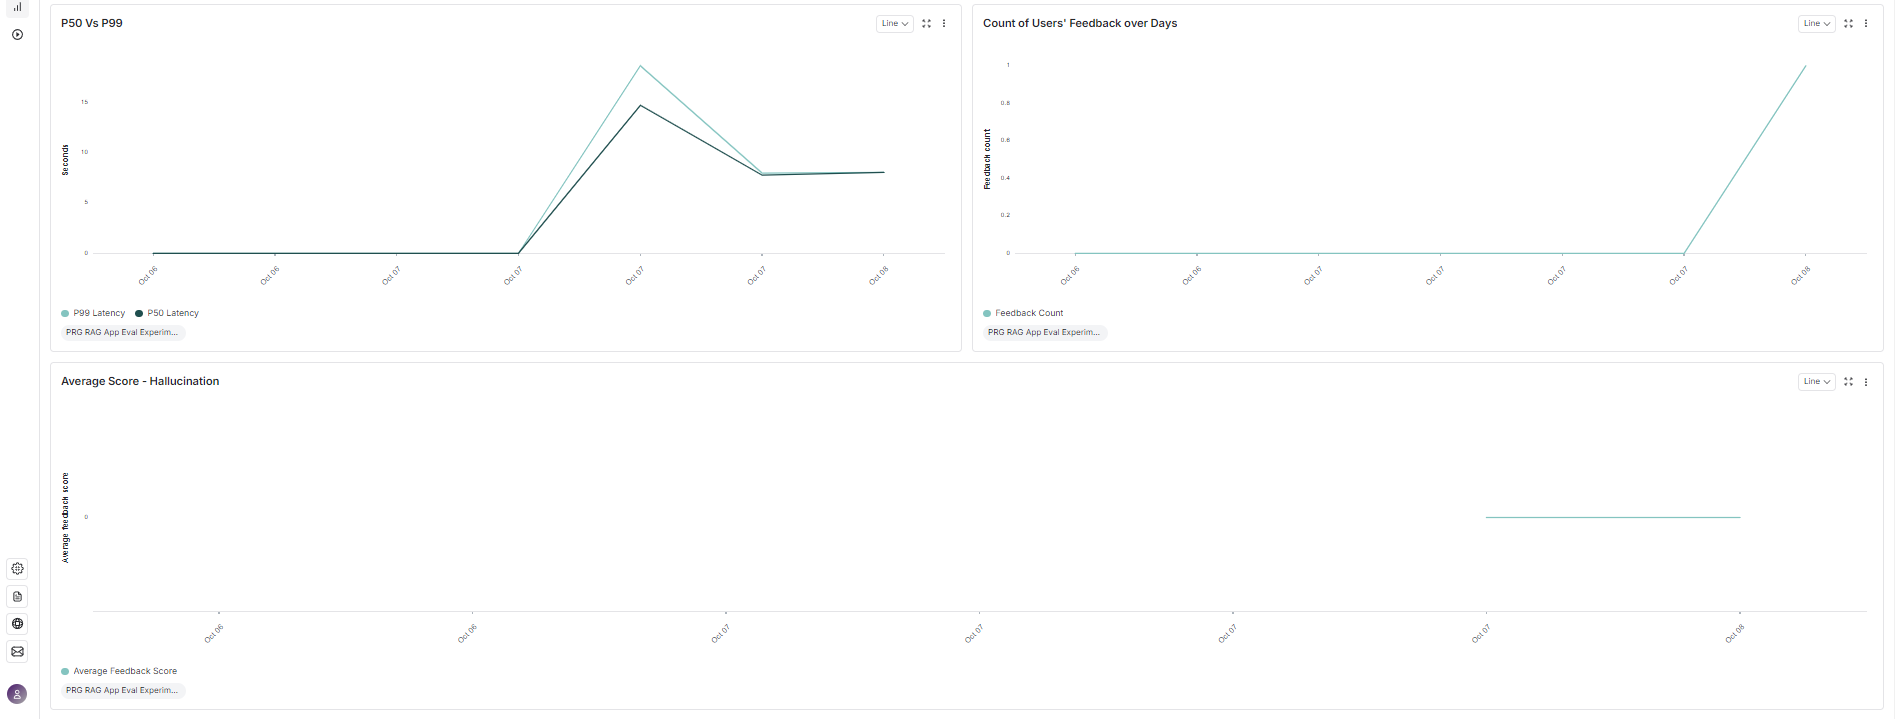 P50 Vs P99
Line
15
10
5
0
Seconds
Oct 06
Oct 06
Oct 07
Oct 07
Oct 07
Oct 07
Oct 08
P99 Latency
P50 Latency
PRG RAG App Eval Experim...
Count of Users' Feedback over Days
Line
1
0.8
0.6
0.4
0.2
0
Feedback count
Oct 06
Oct 06
Oct 07
Oct 07
Oct 07
Oct 07
Oct 08
Feedback Count
PRG RAG App Eval Experim...
Average Score - Hallucination
Line
0
Average feedback score
Oct 06
Oct 06
Oct 07
Oct 07
Oct 07
Oct 07
Oct 08
Average Feedback Score
PRG RAG App Eval Experim...